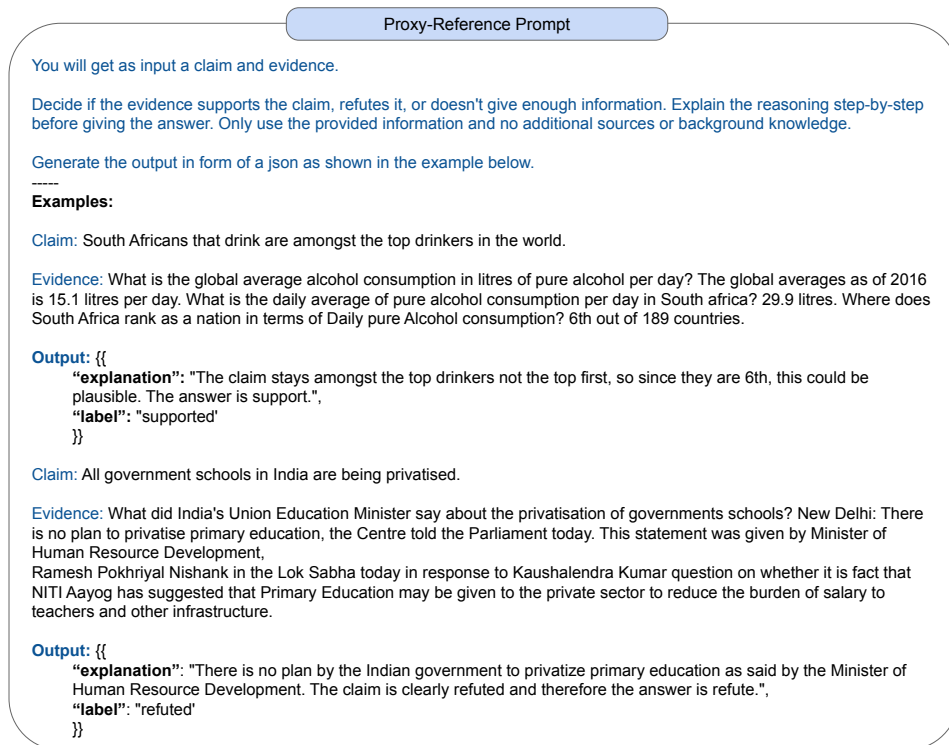 Proxy-Reference Prompt
You will get as input a claim and evidence.
Decide if the evidence supports the claim, refutes it, or doesn't give enough information. Explain the reasoning step-by-step
before giving the answer. Only use the provided information and no additional sources or background knowledge.
Generate the output in form of a json as shown in the example below.
-----
Examples:
Claim: South Africans that drink are amongst the top drinkers in the world.
Evidence: What is the global average alcohol consumption in litres of pure alcohol per day? The global averages as of 2016
is 15.1 litres per day. What is the daily average of pure alcohol consumption per day in South africa? 29.9 litres. Where does
South Africa rank as a nation in terms of Daily pure Alcohol consumption? 6th out of 189 countries.
Output: {{
“explanation”: "The claim stays amongst the top drinkers not the top first, so since they are 6th, this could be
plausible. The answer is support.",
“label”: "supported'
}}
Claim: All government schools in India are being privatised.
Evidence: What did India's Union Education Minister say about the privatisation of governments schools? New Delhi: There
is no plan to privatise primary education, the Centre told the Parliament today. This statement was given by Minister of
Human Resource Development,
Ramesh Pokhriyal Nishank in the Lok Sabha today in response to Kaushalendra Kumar question on whether it is fact that
NITI Aayog has suggested that Primary Education may be given to the private sector to reduce the burden of salary to
teachers and other infrastructure.
Output: {{
“explanation”: "There is no plan by the Indian government to privatize primary education as said by the Minister of
Human Resource Development. The claim is clearly refuted and therefore the answer is refute.",
“label”: "refuted'
}}